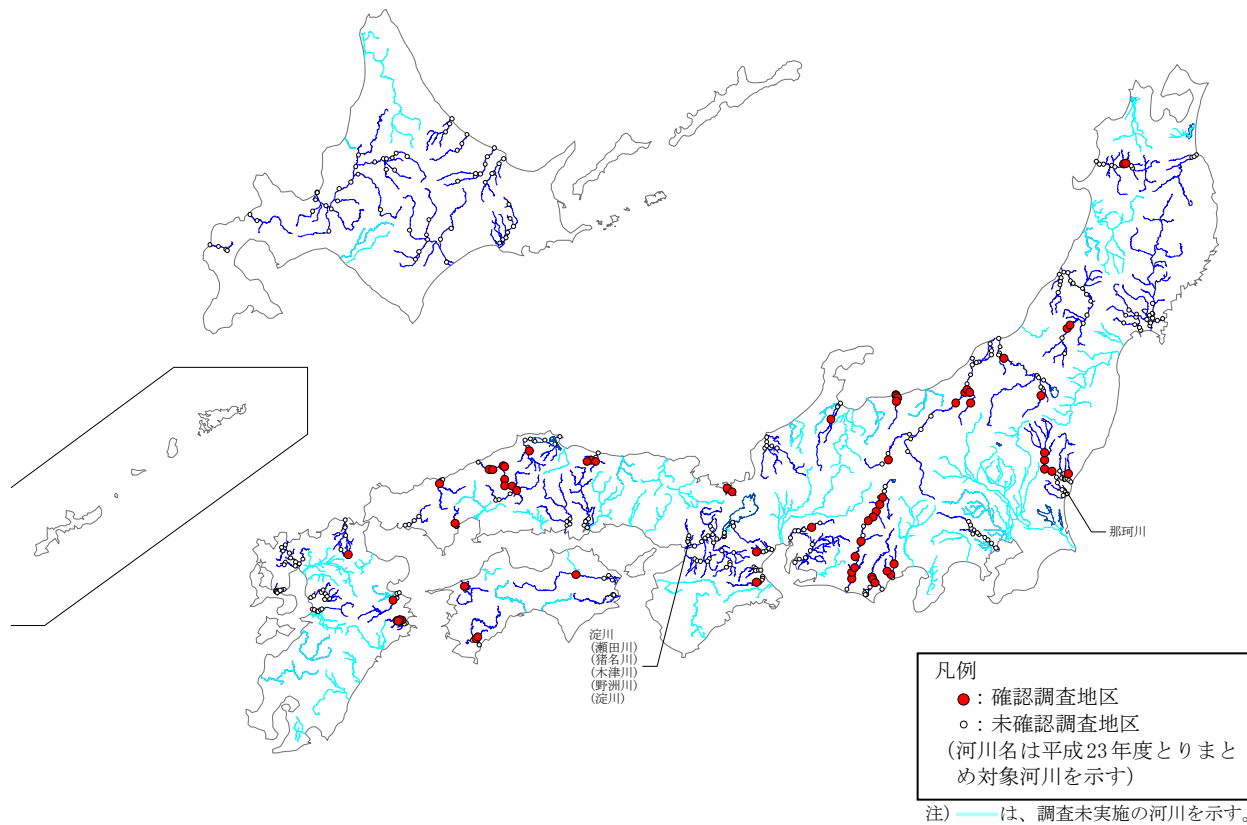 那珂川
淀川
(瀬田川)
(猪名川)
(木津川)
(野洲川)
(淀川)
凡例
：確認調査地区
：未確認調査地区
(河川名は平成23年度とりまと
め対象河川を示す)
注) は、調査未実施の河川を示す。